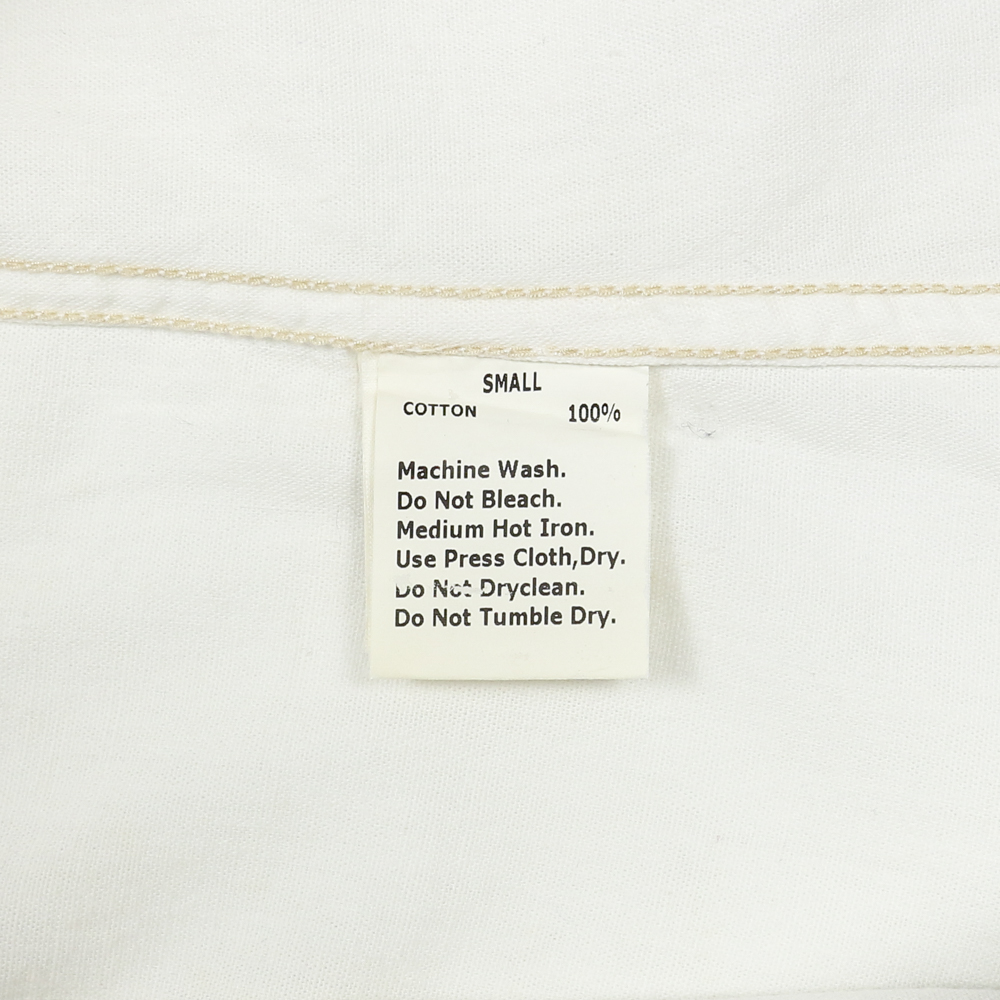 SMALL
COTTON 100%
Machine Wash.
Do Not Bleach.
Medium Hot Iron.
Use Press Cloth,Dry.
Do Not Dryclean.
Do Not Tumble Dry.